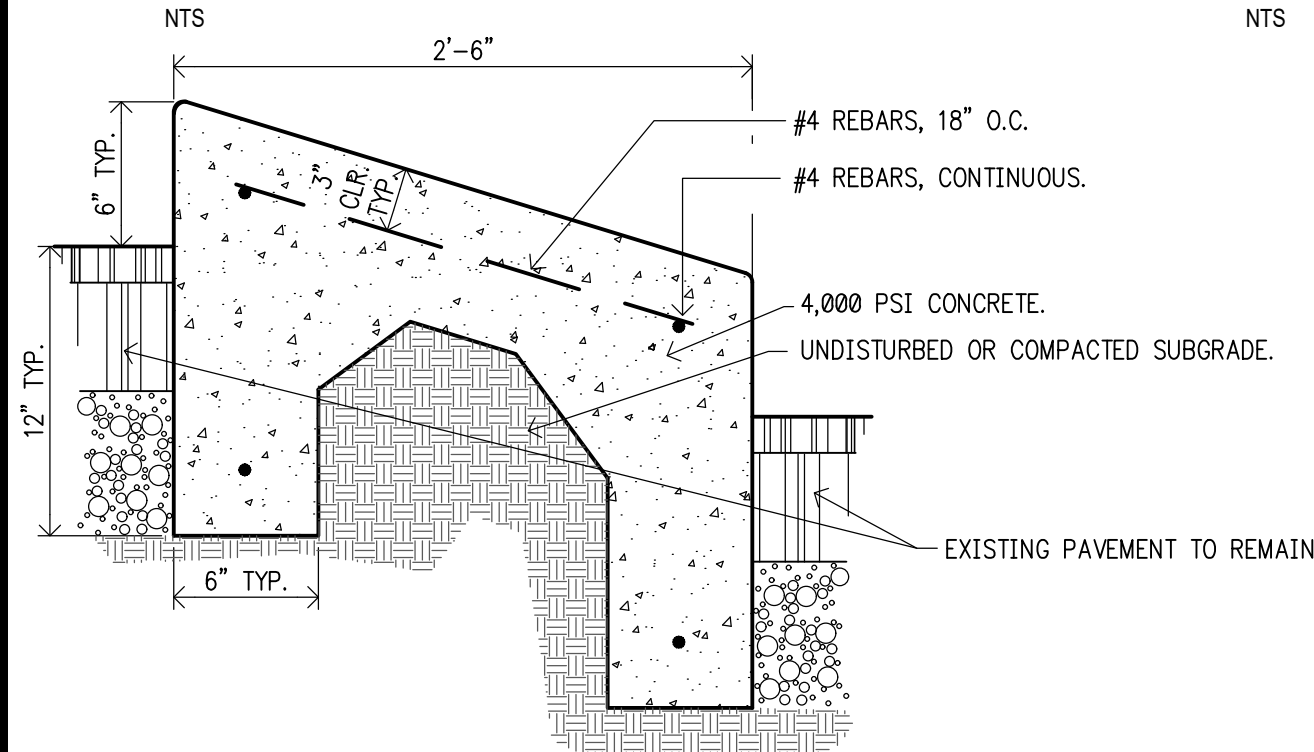 NTS
NTS
2'-6"
#4 REBARS, 18" O.C.
6" TYP.
3"
CLR.
TYP.
#4 REBARS, CONTINUOUS.
4,000 PSI CONCRETE.
UNDISTURBED OR COMPACTED SUBGRADE.
12" TYP.
EXISTING PAVEMENT TO REMAIN
6" TYP.